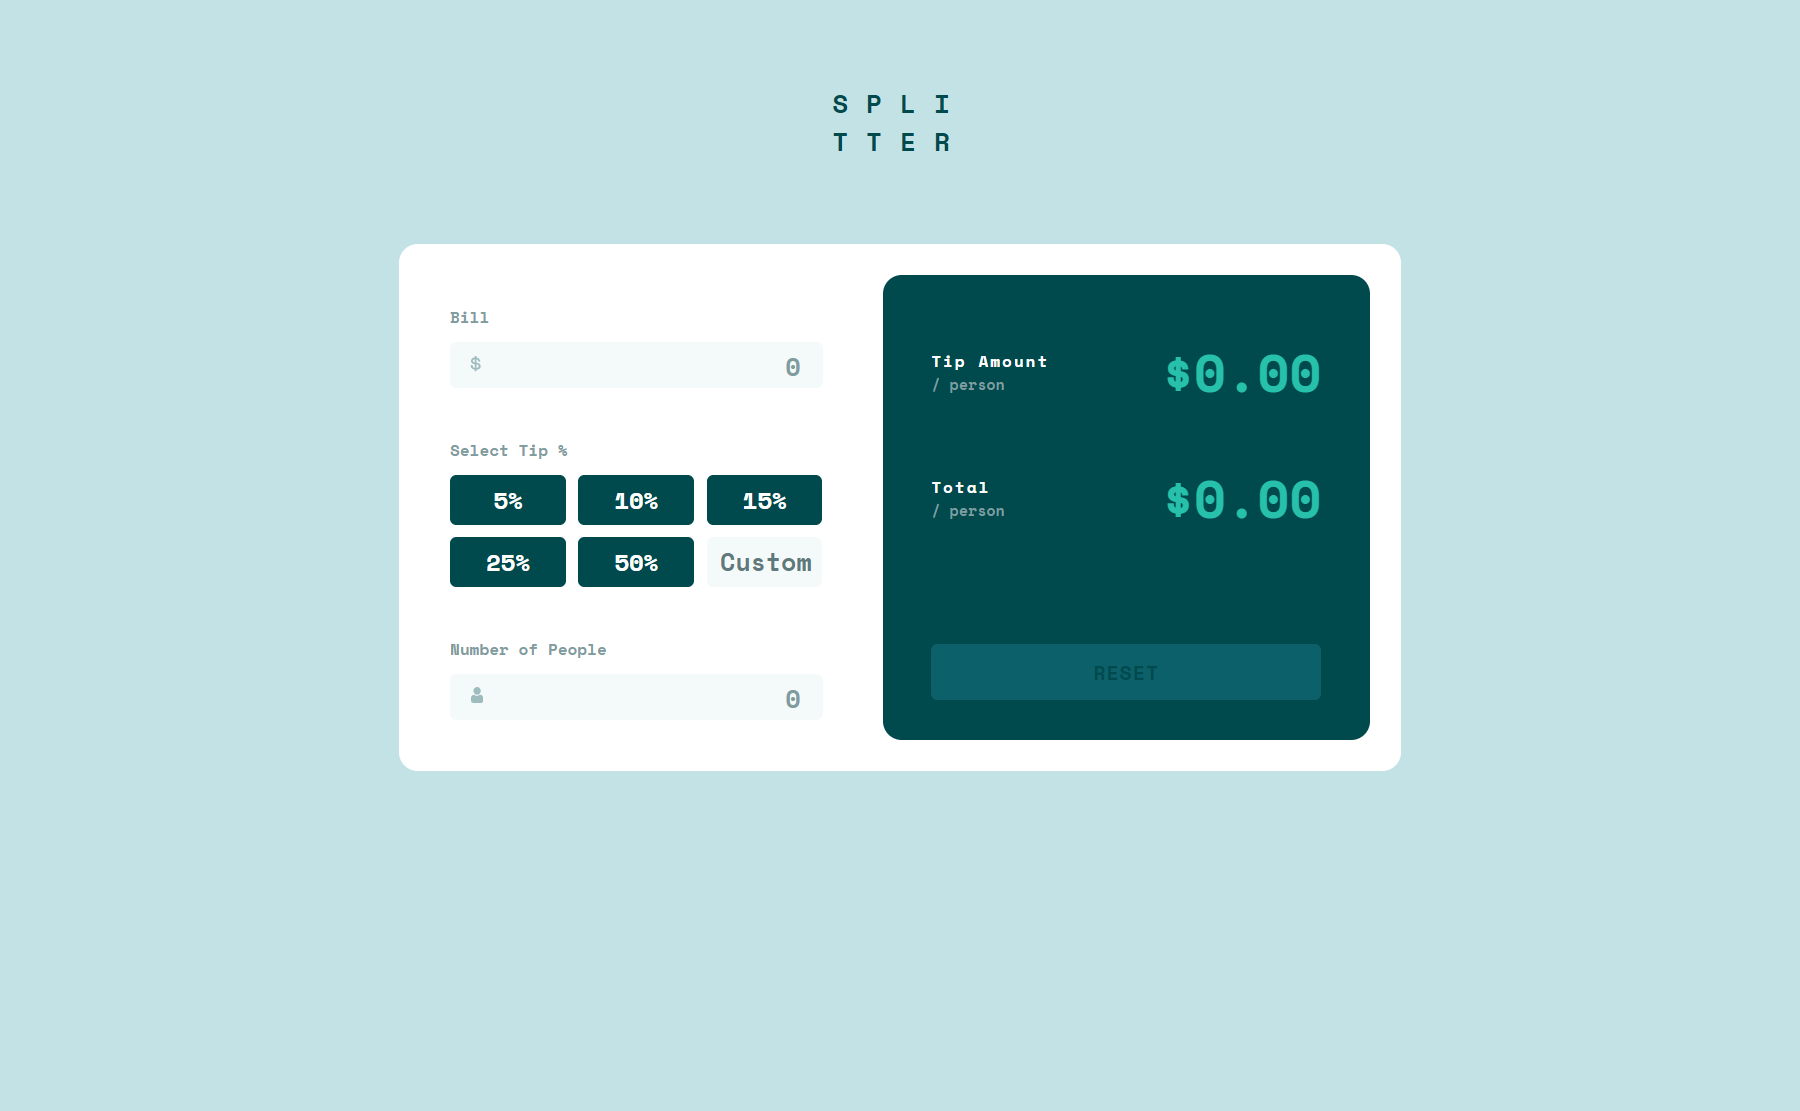 S P L I
T T E R
Bill
$ 0
Select Tip %
5% 10% 15%
25% 50% Custom
Number of People
0
Tip Amount
/ person
$0.00
Total
/ person
$0.00
RESET